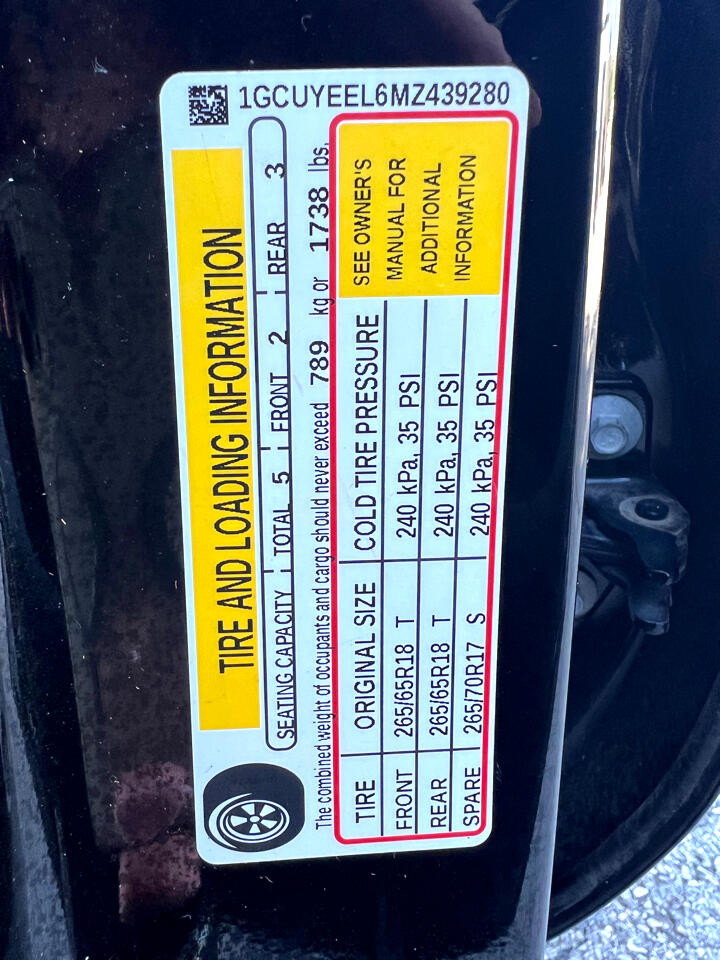 1GCUYEEL6MZ439280
TIRE AND LOADING INFORMATION
SEATING CAPACITY TOTAL 5 FRONT 2 REAR 3
The combined weight of occupants and cargo should never exceed 789 kg or 1738 lbs.
TIRE ORIGINAL SIZE COLD TIRE PRESSURE
FRONT 265/65R18 T 240 kPa, 35 PSI
REAR 265/65R18 T 240 kPa, 35 PSI
SPARE 265/70R17 S 240 kPa, 35 PSI
SEE OWNER'S
MANUAL FOR
ADDITIONAL
INFORMATION